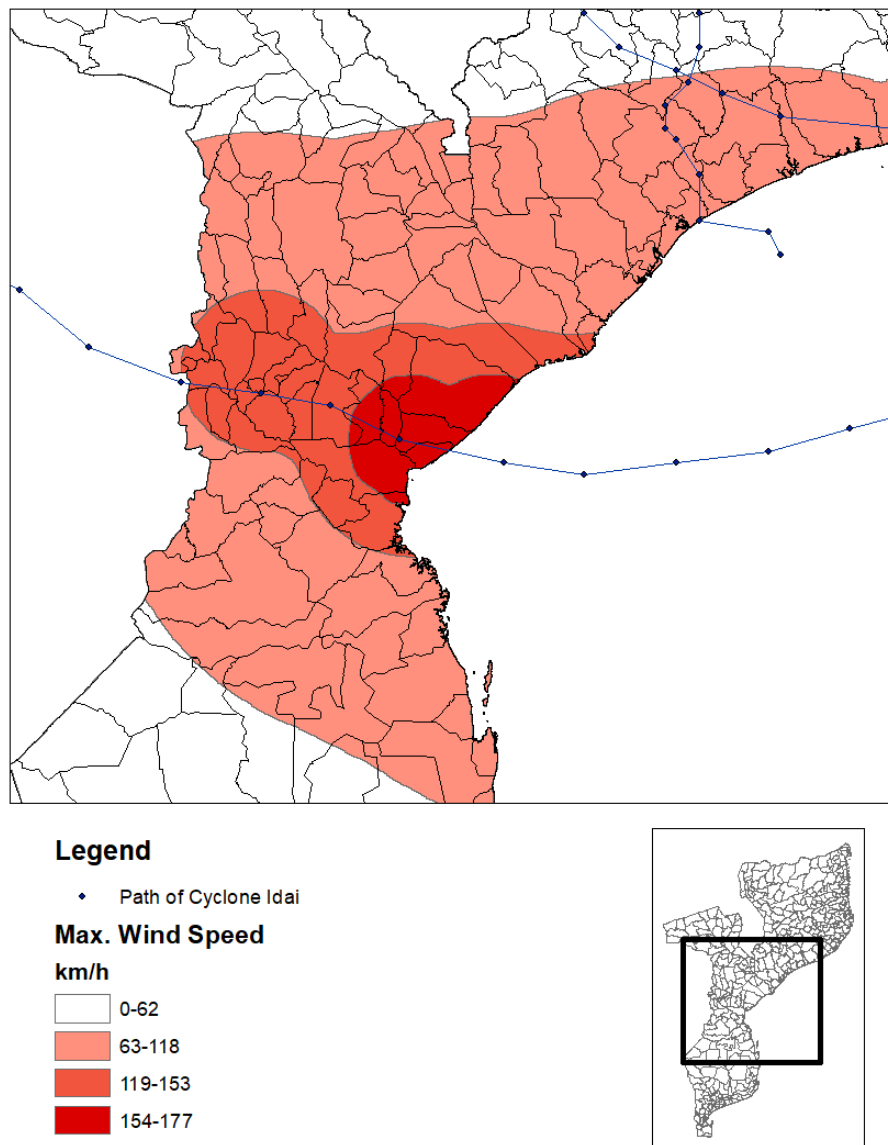 Legend
Path of Cyclone Idai
Max. Wind Speed
km/h
0-62
63-118
119-153
154-177